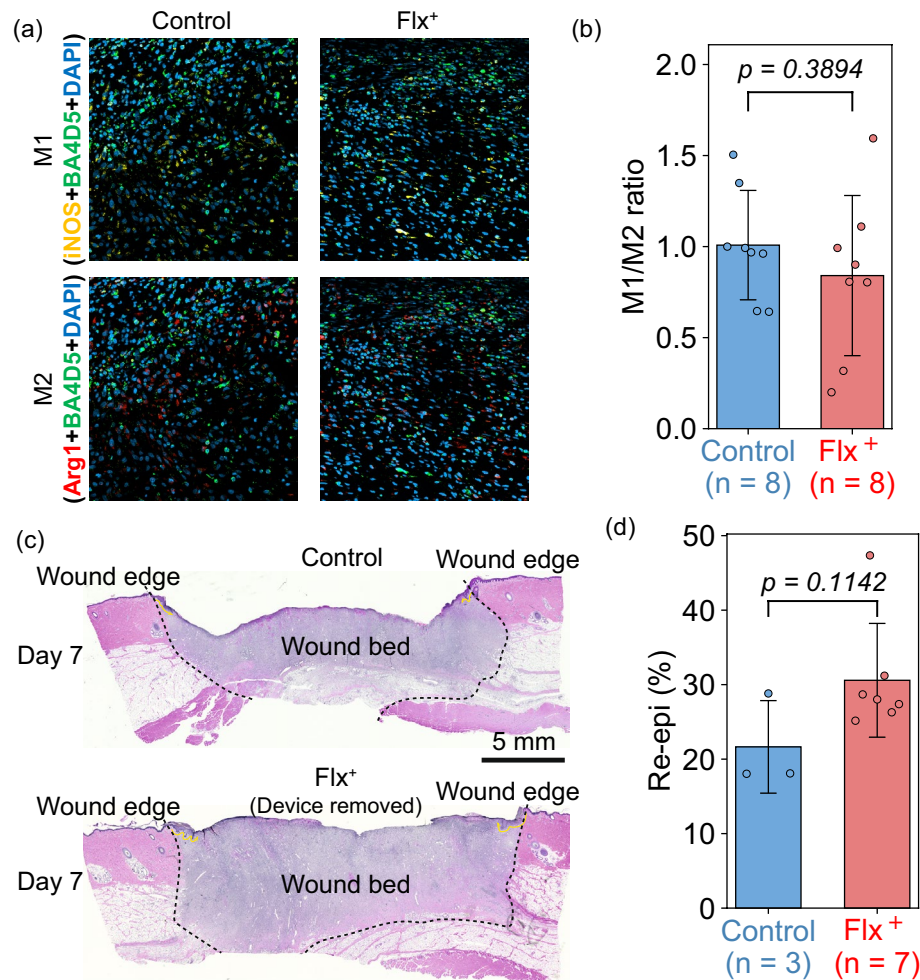 (a)
Control
Flx⁺
M1
(iNOS+BA4D5+DAPI)
M2
(Arg1+BA4D5+DAPI)
(b)
M1/M2 ratio
2.0
1.5
1.0
0.5
0.0
p = 0.3894
Control
(n = 8)
Flx⁺
(n = 8)
(c)
Control
Wound edge
Wound edge
Day 7
Wound bed
5 mm
Flx⁺
(Device removed)
Wound edge
Wound edge
Day 7
Wound bed
(d)
Re-epi (%)
50
40
30
20
10
0
p = 0.1142
Control
(n = 3)
Flx⁺
(n = 7)